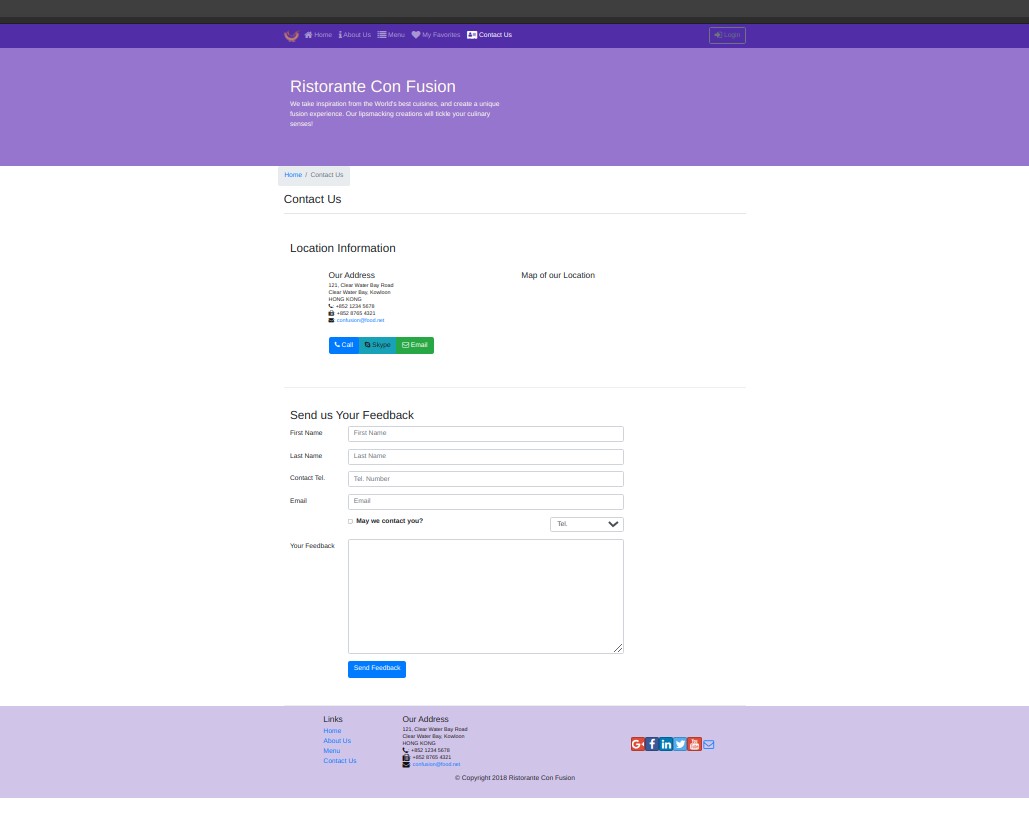 Home About Us Menu My Favorites Contact Us Login
Ristorante Con Fusion
We take inspiration from the World's best cuisines, and create a unique
fusion experience. Our lipsmacking creations will tickle your culinary
senses!
Home / Contact Us
Contact Us
Location Information
Our Address
121, Clear Water Bay Road
Clear Water Bay, Kowloon
HONG KONG
: +852 1234 5678
: +852 8765 4321
: confusion@food.net
Call Skype Email
Map of our Location
Send us Your Feedback
First Name First Name
Last Name Last Name
Contact Tel. Tel. Number
Email Email
May we contact you? Tel.
Your Feedback
Send Feedback
Links
Home
About Us
Menu
Contact Us
Our Address
121, Clear Water Bay Road
Clear Water Bay, Kowloon
HONG KONG
: +852 1234 5678
: +852 8765 4321
: confusion@food.net
© Copyright 2018 Ristorante Con Fusion